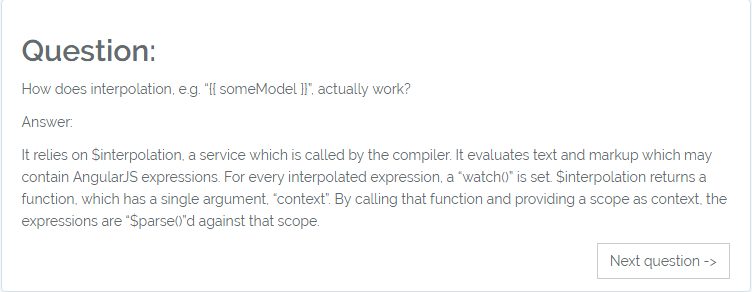 Question:
How does interpolation, e.g. “{{ someModel }}”, actually work?
Answer:
It relies on $interpolation, a service which is called by the compiler. It evaluates text and markup which may
contain AngularJS expressions. For every interpolated expression, a “watch()” is set. $interpolation returns a
function, which has a single argument, “context”. By calling that function and providing a scope as context, the
expressions are “$parse()”d against that scope.
Next question ->